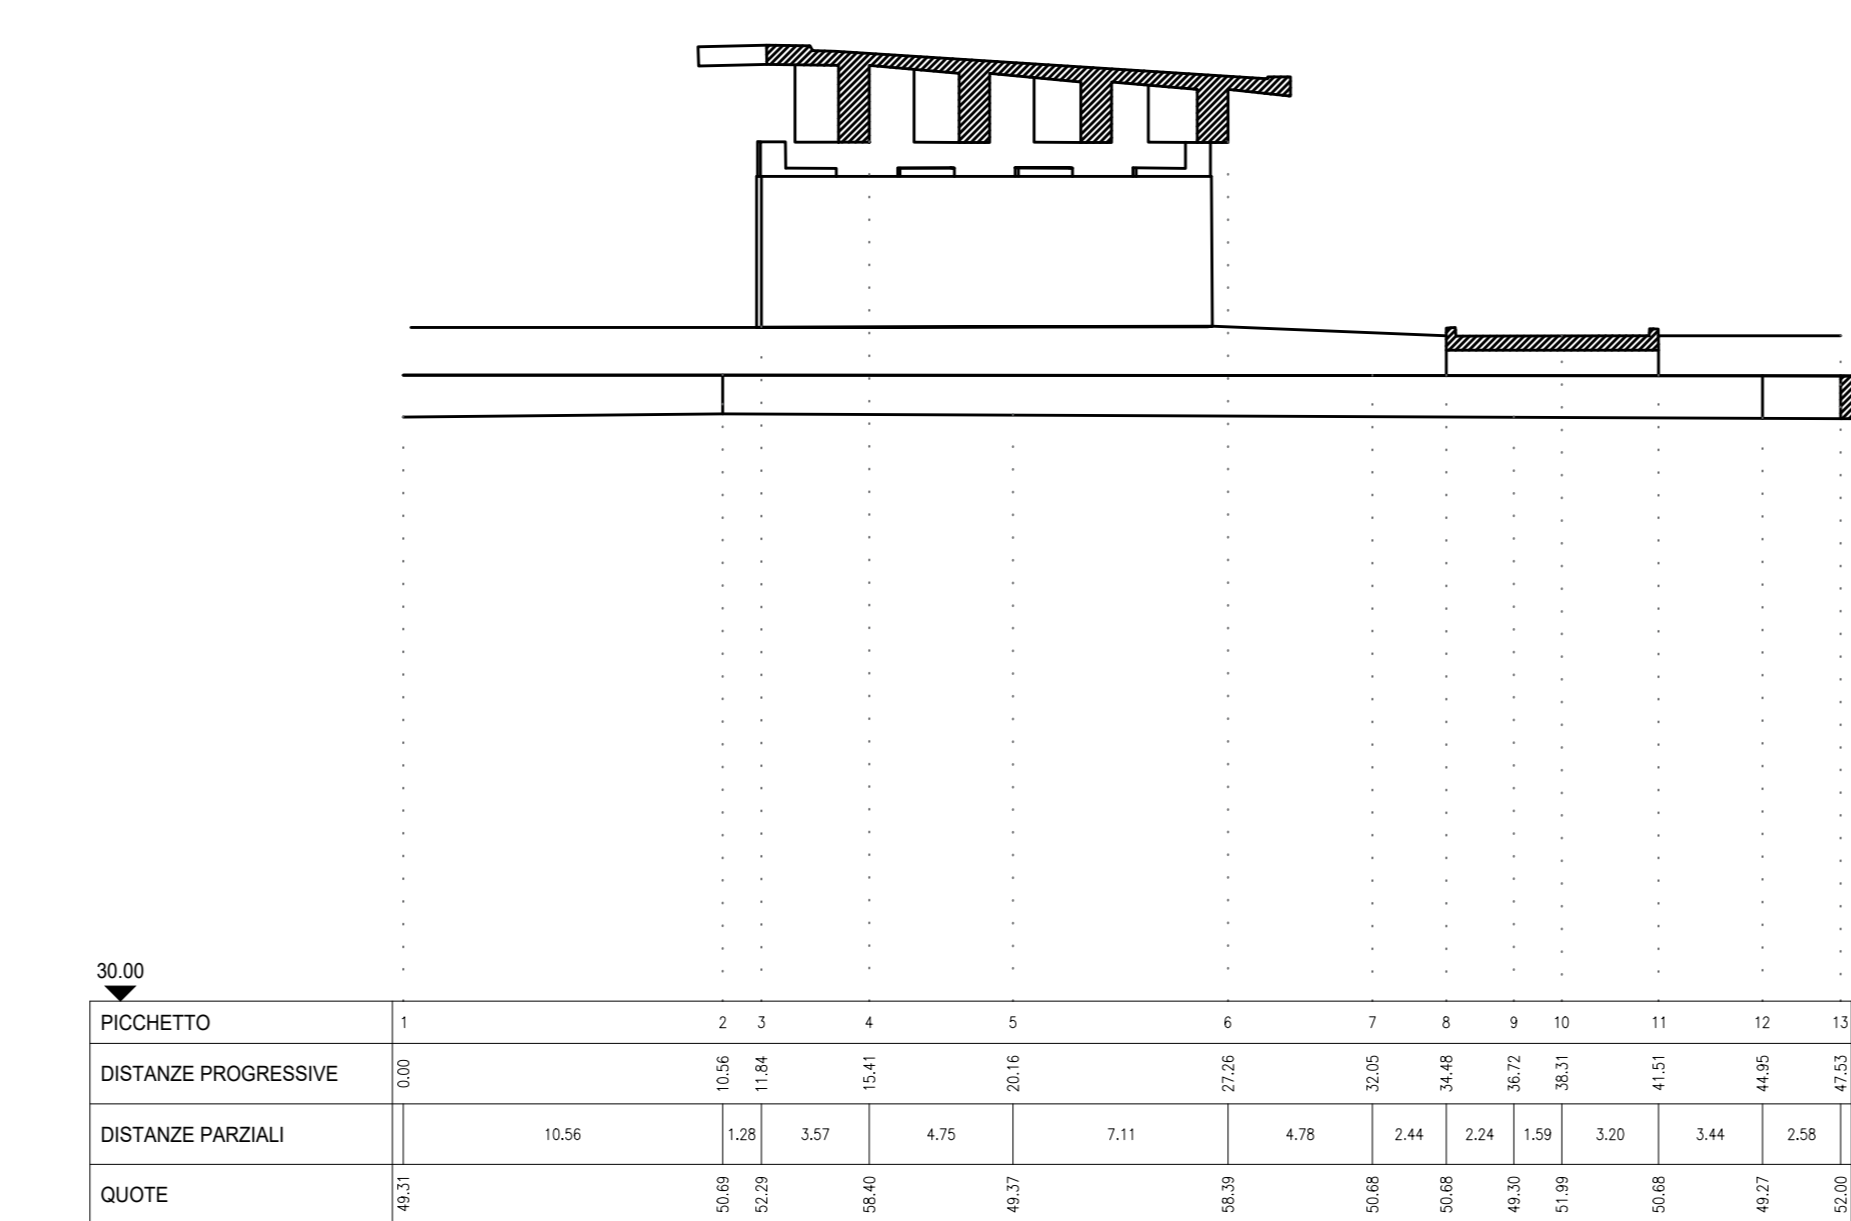 30.00
PICCHETTO 1 2 3 4 5 6 7 8 9 10 11 12 13
DISTANZE PROGRESSIVE 0.00 10.56 11.84 15.41 20.16 27.26 32.05 34.48 36.72 38.31 41.51 44.95 47.53
DISTANZE PARZIALI 10.56 1.28 3.57 4.75 7.11 4.78 2.44 2.24 1.59 3.20 3.44 2.58
QUOTE 49.31 50.69 52.29 58.40 49.37 58.39 50.68 50.68 49.30 51.99 50.68 49.27 52.00